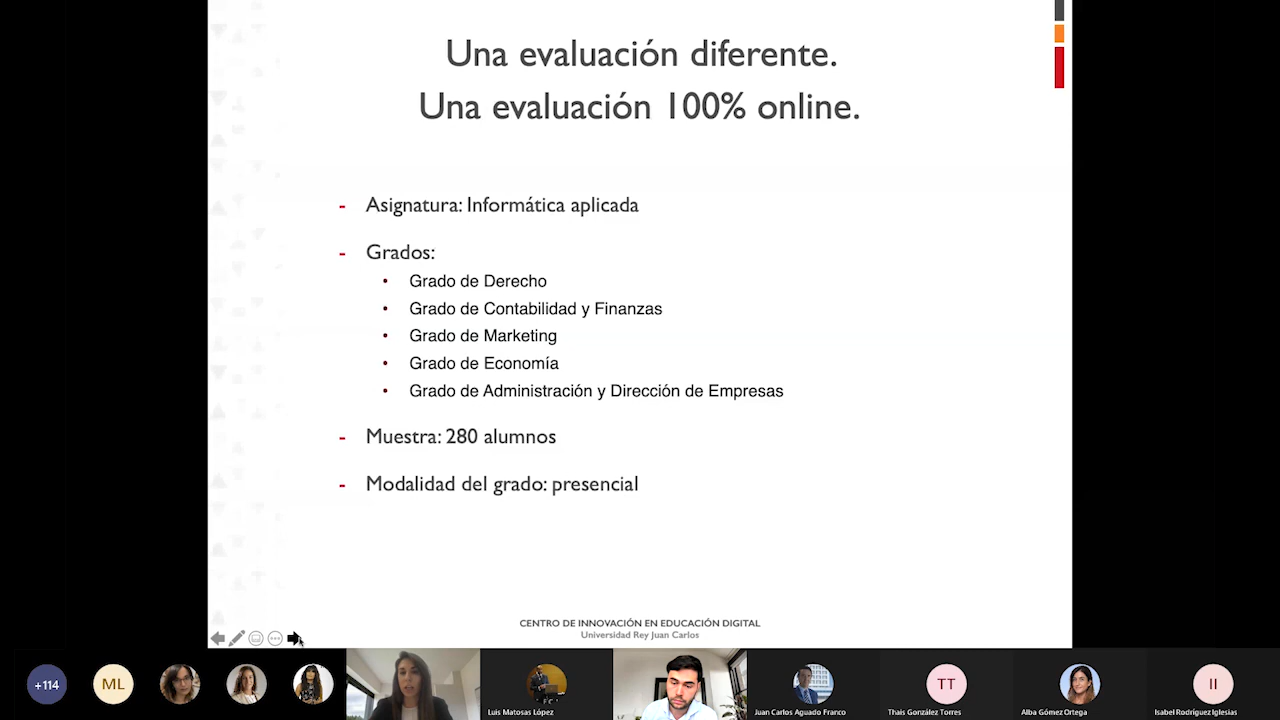 Una evaluación diferente.
Una evaluación 100% online.
- Asignatura: Informática aplicada
- Grados:
• Grado de Derecho
• Grado de Contabilidad y Finanzas
• Grado de Marketing
• Grado de Economía
• Grado de Administración y Dirección de Empresas
- Muestra: 280 alumnos
- Modalidad del grado: presencial
CENTRO DE INNOVACIÓN EN EDUCACIÓN DIGITAL
Universidad Rey Juan Carlos
+114
ML
TT
II
Luis Matosas López
Juan Carlos Aguado Franco
Thais González Torres
Alba Gómez Ortega
Isabel Rodríguez Iglesias